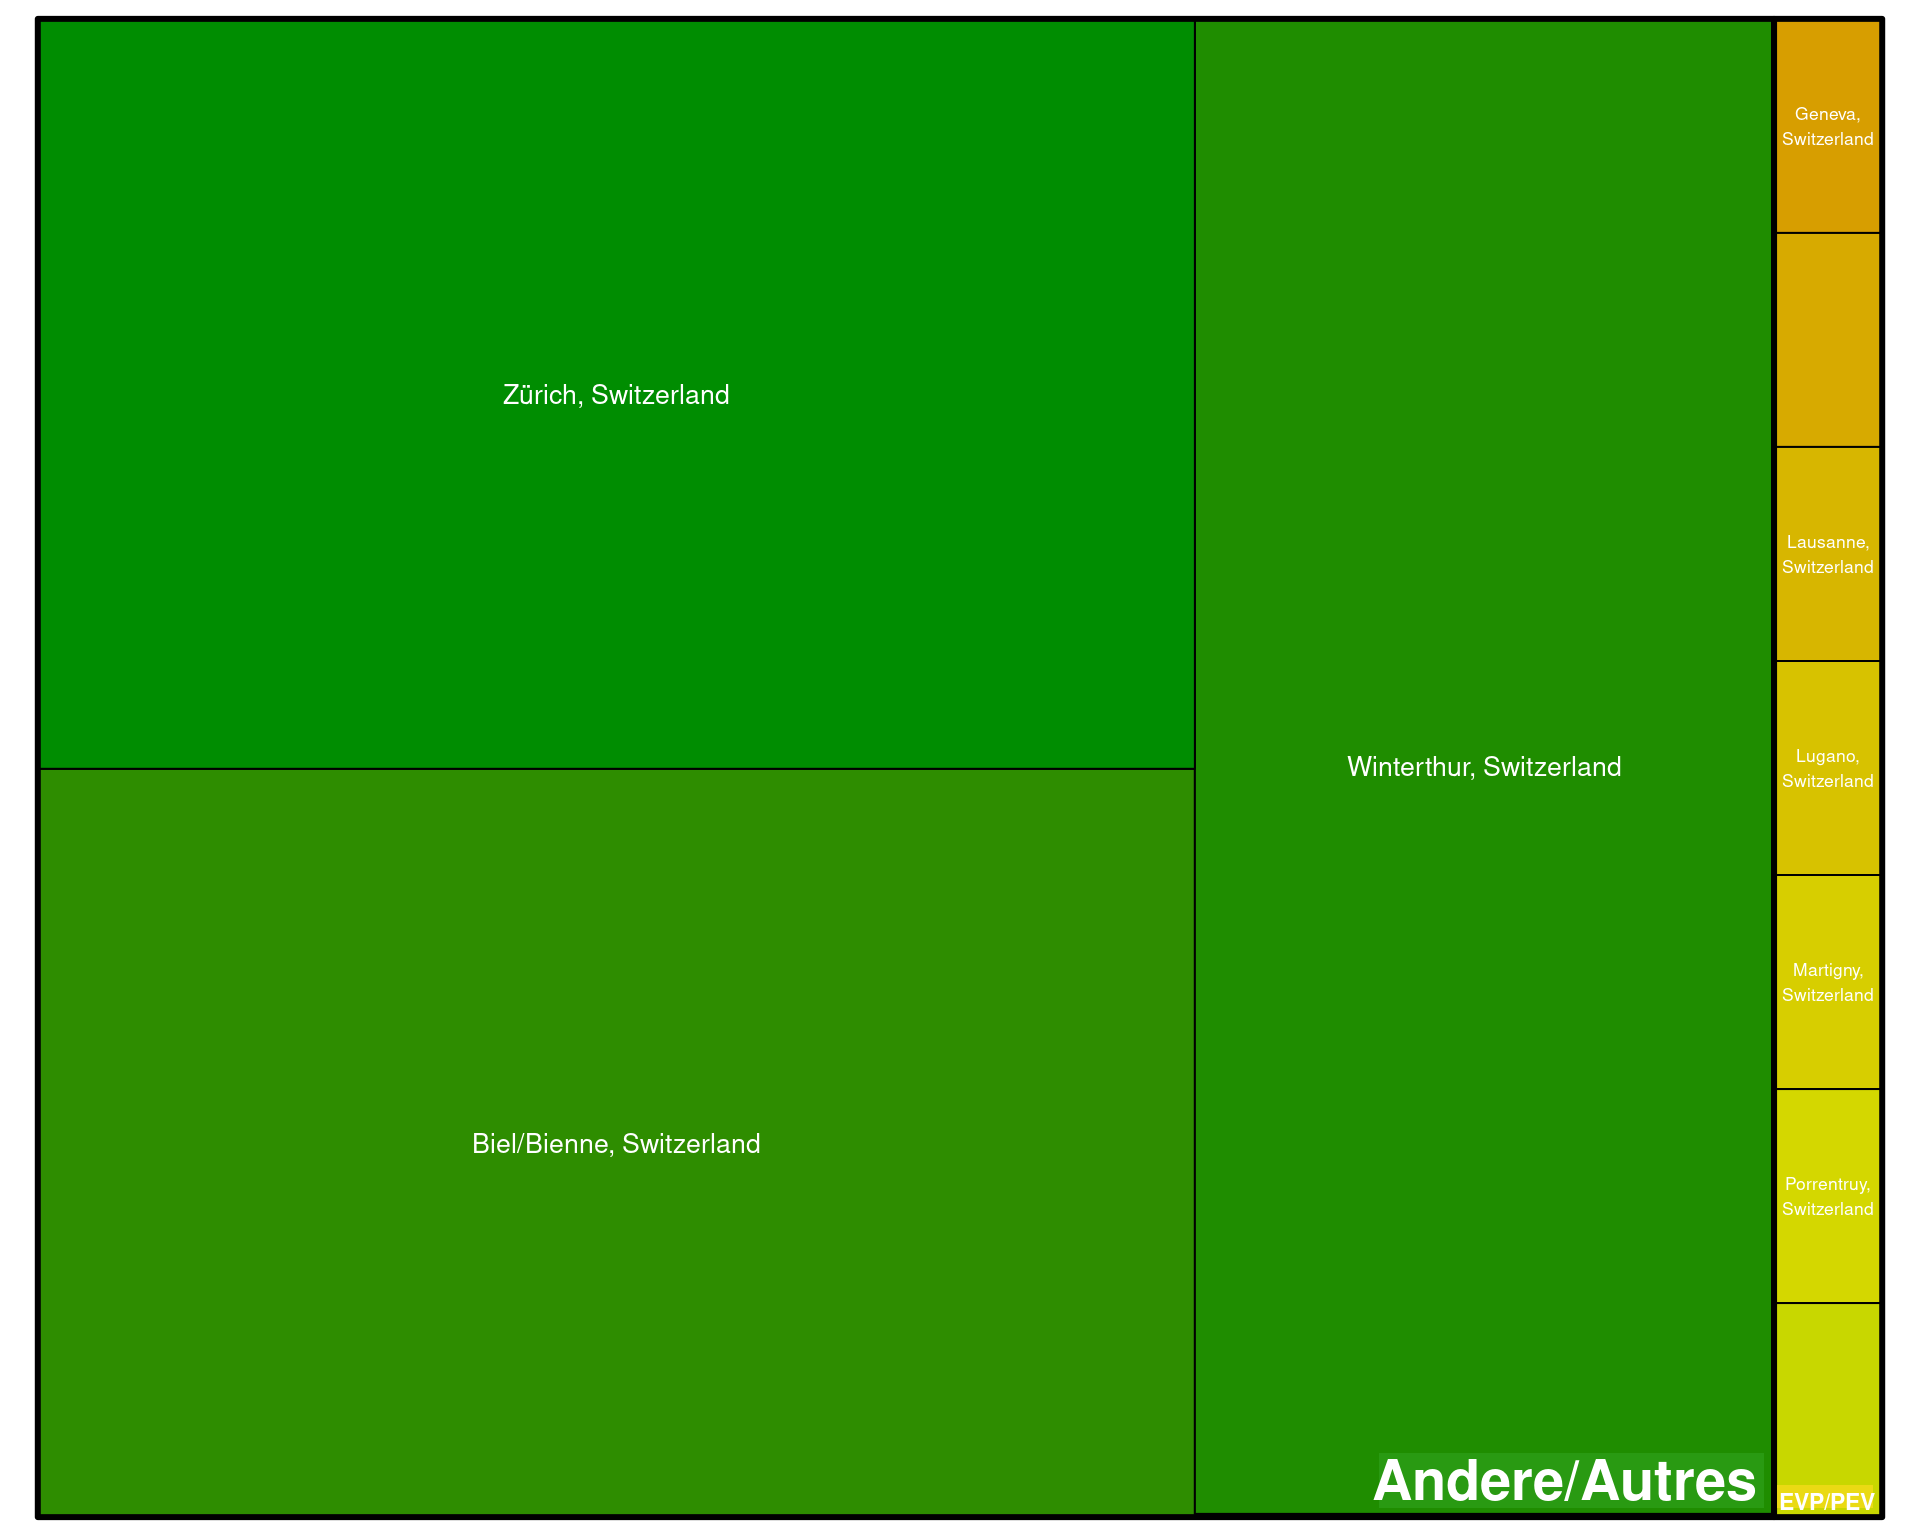 Zürich, Switzerland
Biel/Bienne, Switzerland
Winterthur, Switzerland
Andere/Autres
Geneva,
Switzerland
Lausanne,
Switzerland
Lugano,
Switzerland
Martigny,
Switzerland
Porrentruy,
Switzerland
EVP/PEV